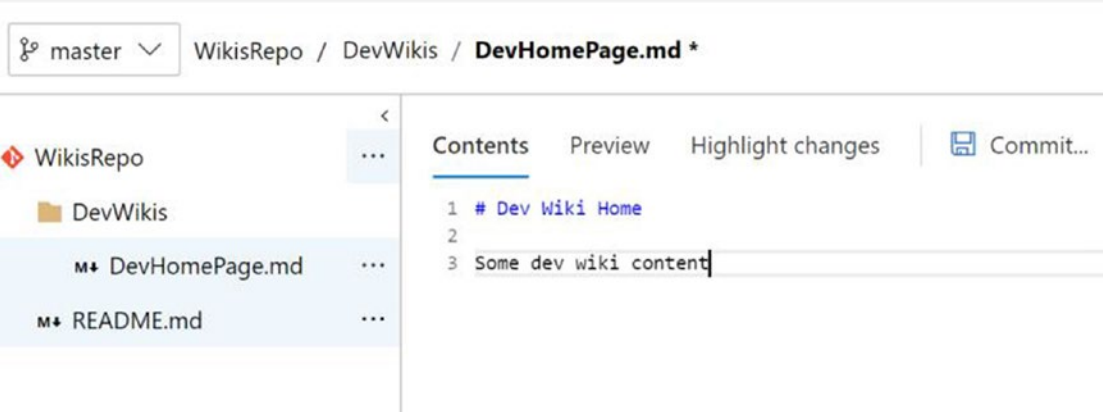 master WikisRepo / DevWikis / DevHomePage.md *
WikisRepo ...
DevWikis
M↓ DevHomePage.md ...
M↓ README.md ...
Contents Preview Highlight changes Commit...
1 # Dev Wiki Home
2
3 Some dev wiki content